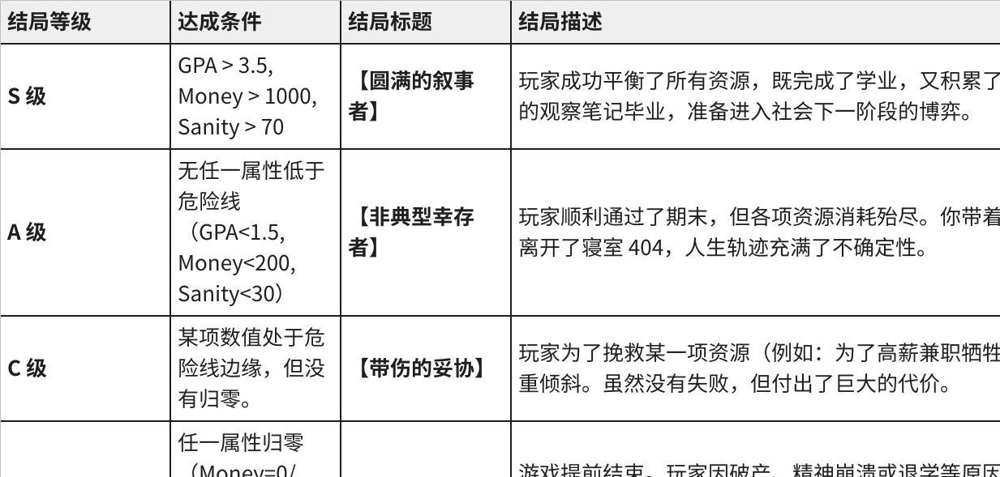 结局等级 达成条件 结局标题 结局描述
S 级
GPA > 3.5,
Money > 1000,
Sanity > 70
【圆满的叙事
者】
玩家成功平衡了所有资源，既完成了学业，又积累了
的观察笔记毕业，准备进入社会下一阶段的博弈。
A 级
无任一属性低于
危险线
（GPA<1.5,
Money<200,
Sanity<30）
【非典型幸存
者】
玩家顺利通过了期末，但各项资源消耗殆尽。你带着
离开了寝室 404，人生轨迹充满了不确定性。
C 级
某项数值处于危
险线边缘，但没
有归零。
【带伤的妥协】
玩家为了挽救某一项资源（例如：为了高薪兼职牺牲
重倾斜。虽然没有失败，但付出了巨大的代价。
任一属性归零
（Money=0/
游戏提前结束。玩家因破产、精神崩溃或退学等原因